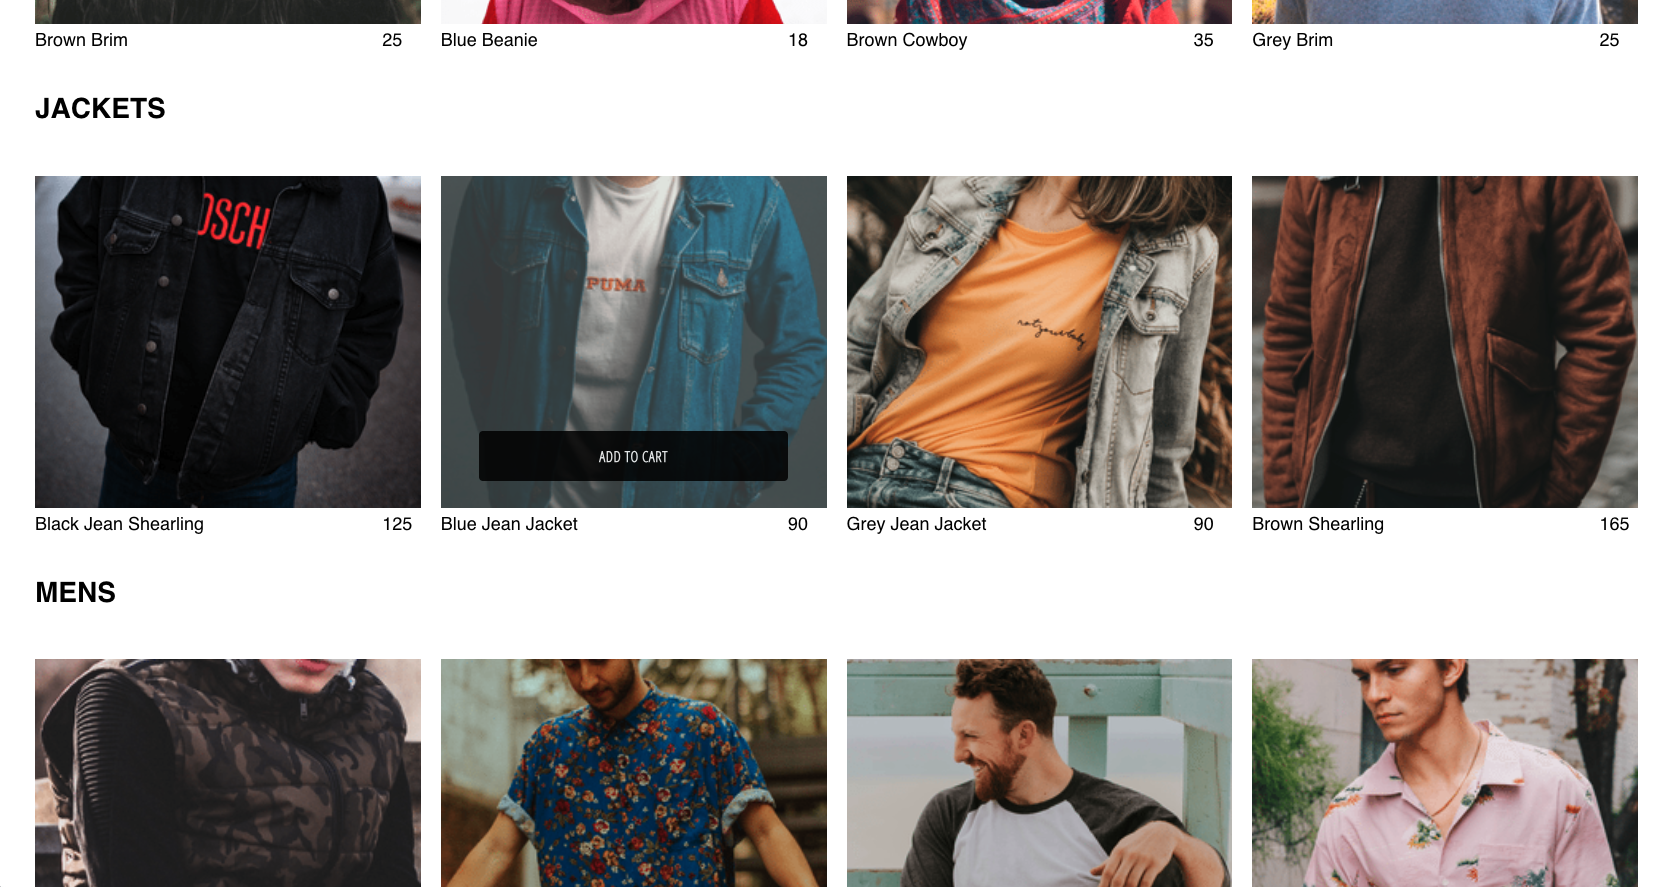 Brown Brim 25 Blue Beanie 18 Brown Cowboy 35 Grey Brim 25
JACKETS
OSCH
PUMA
notyourbaby
ADD TO CART
Black Jean Shearling 125 Blue Jean Jacket 90 Grey Jean Jacket 90 Brown Shearling 165
MENS